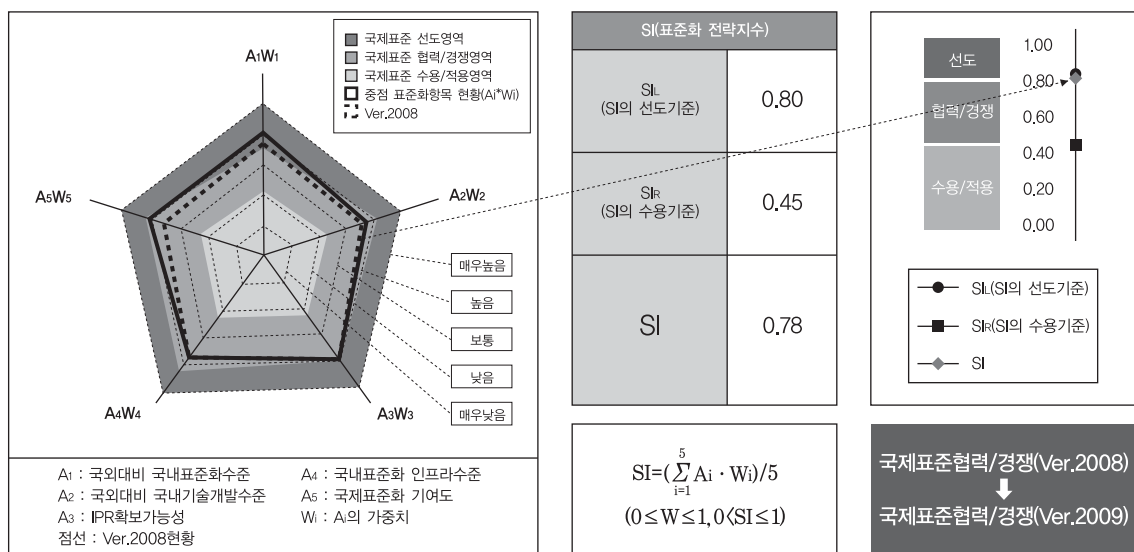 국제표준 선도영역
국제표준 협력/경쟁영역
국제표준 수용/적용영역
중점 표준화항목 현황(Ai*Wi)
Ver.2008
A1W1
A2W2
A3W3
A4W4
A5W5
매우높음
높음
보통
낮음
매우낮음
A1 : 국외대비 국내표준화수준
A2 : 국외대비 국내기술개발수준
A3 : IPR확보가능성
점선 : Ver.2008현황
A4 : 국내표준화 인프라수준
A5 : 국제표준화 기여도
Wi : Ai의 가중치
SI(표준화 전략지수)
SIL
(SI의 선도기준)
0.80
SIR
(SI의 수용기준)
0.45
SI
0.78
SI=(∑Ai · Wi)/5
5
i=1
(0≤W≤1, 0〈SI≤1)
선도
협력/경쟁
수용/적용
1.00
0.80
0.60
0.40
0.20
0.00
SIL(SI의 선도기준)
SIR(SI의 수용기준)
SI
국제표준협력/경쟁(Ver.2008)
국제표준협력/경쟁(Ver.2009)